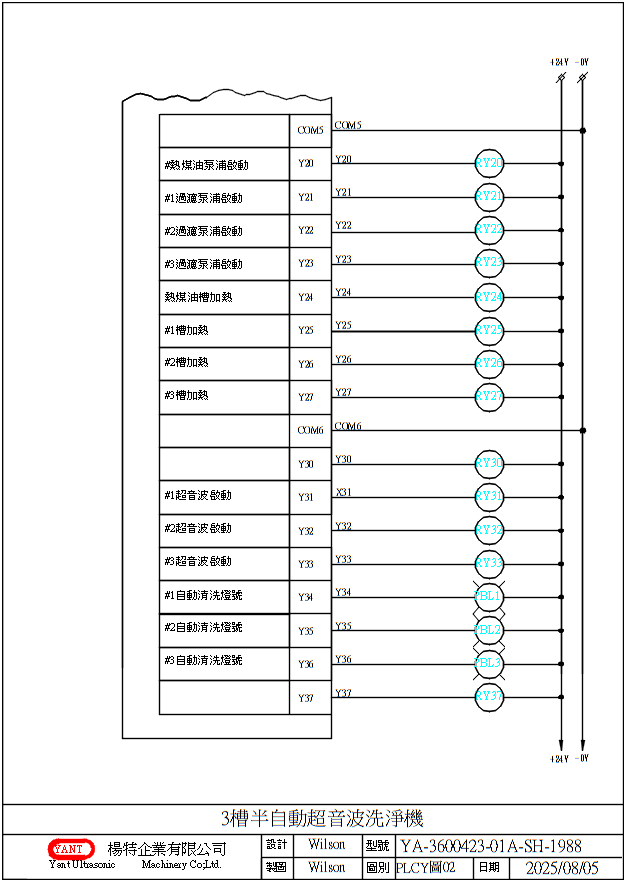 +24V -0V
COM5 COM5
#熱煤油泵浦啟動 Y20 Y20 RY20
#1過濾泵浦啟動 Y21 Y21 RY21
#2過濾泵浦啟動 Y22 Y22 RY22
#3過濾泵浦啟動 Y23 Y23 RY23
熱煤油槽加熱 Y24 Y24 RY24
#1槽加熱 Y25 Y25 RY25
#2槽加熱 Y26 Y26 RY26
#3槽加熱 Y27 Y27 RY27
COM6 COM6
Y30 Y30 RY30
#1超音波啟動 Y31 X31 RY31
#2超音波啟動 Y32 Y32 RY32
#3超音波啟動 Y33 Y33 RY33
#1自動清洗燈號 Y34 Y34 PBL1
#2自動清洗燈號 Y35 Y35 PBL2
#3自動清洗燈號 Y36 Y36 PBL3
Y37 Y37 RY37
+24V -0V
3槽半自動超音波洗淨機
YANT 楊特企業有限公司
Yant Ultrasonic Machinery Co;Ltd.
設計 Wilson 型號 YA-3600423-01A-SH-1988
製圖 Wilson 圖別 PLCY圖02 日期 2025/08/05